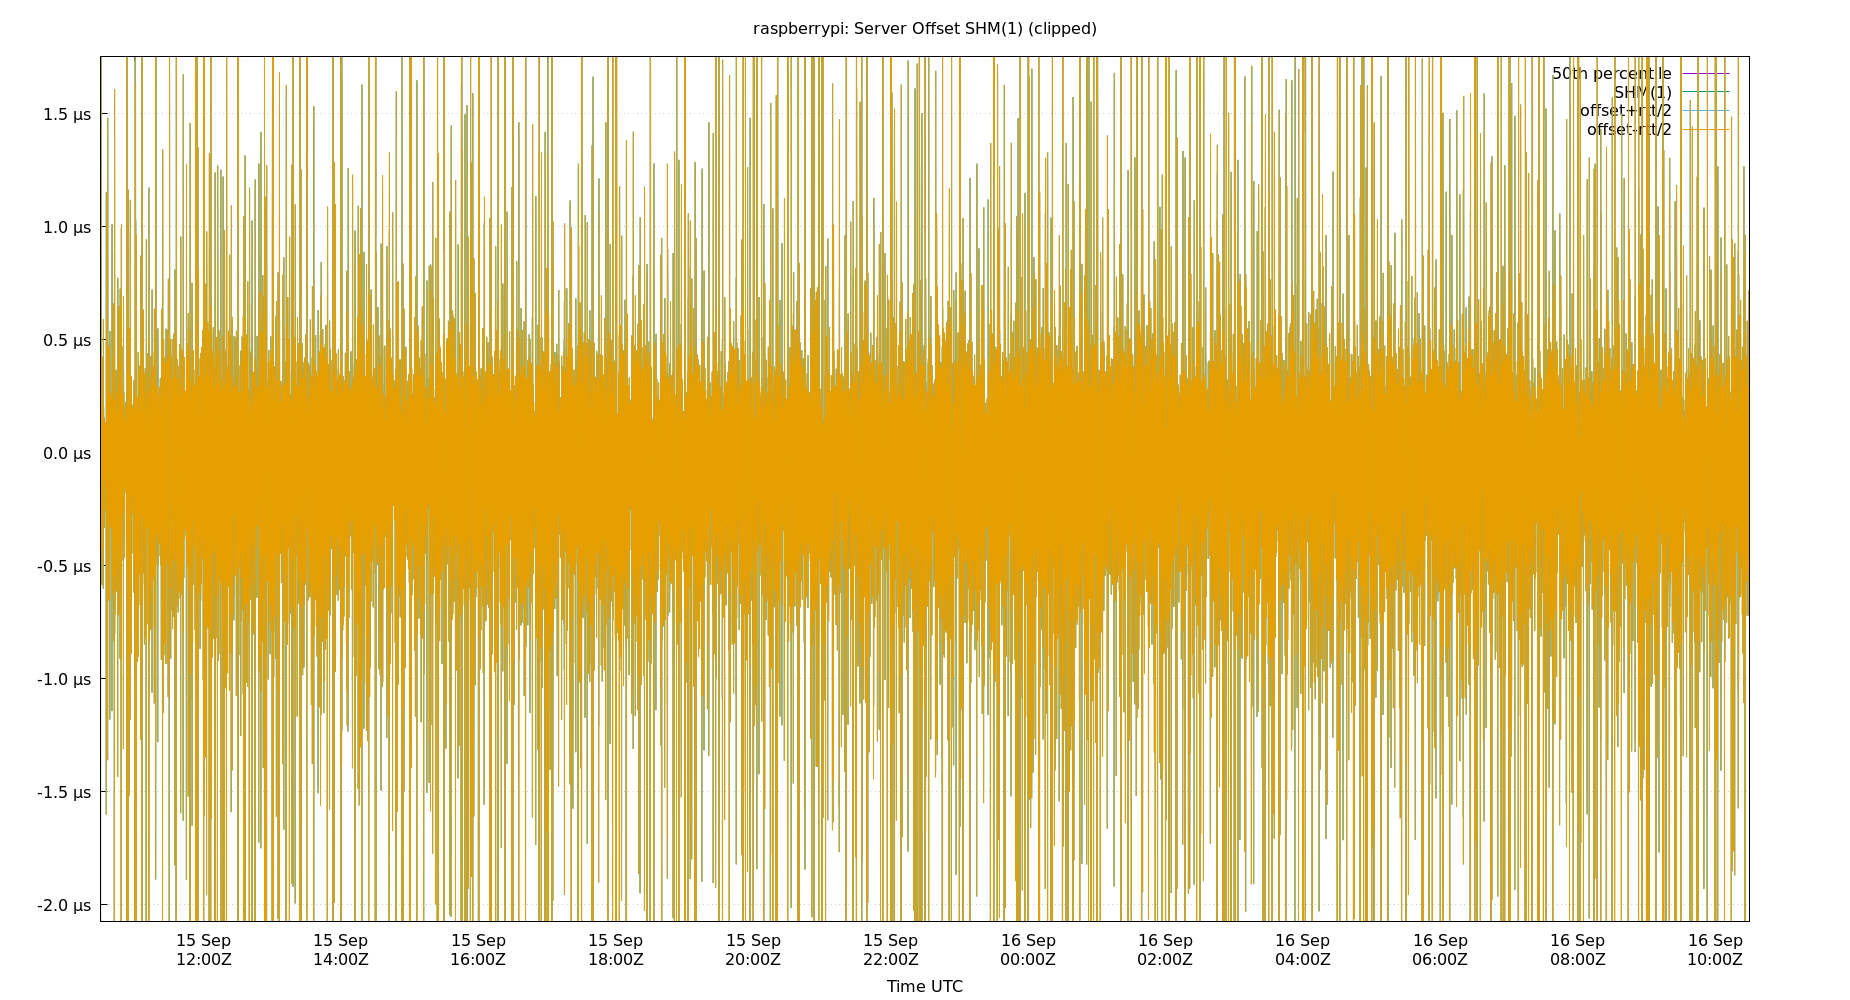 raspberrypi: Server Offset SHM(1) (clipped)
50th percentile
SHM(1)
offset+rtt/2
offset-rtt/2
1.5 µs
1.0 µs
0.5 µs
0.0 µs
-0.5 µs
-1.0 µs
-1.5 µs
-2.0 µs
15 Sep 15 Sep 15 Sep 15 Sep 15 Sep 15 Sep 16 Sep 16 Sep 16 Sep 16 Sep 16 Sep 16 Sep
12:00Z 14:00Z 16:00Z 18:00Z 20:00Z 22:00Z 00:00Z 02:00Z 04:00Z 06:00Z 08:00Z 10:00Z
Time UTC